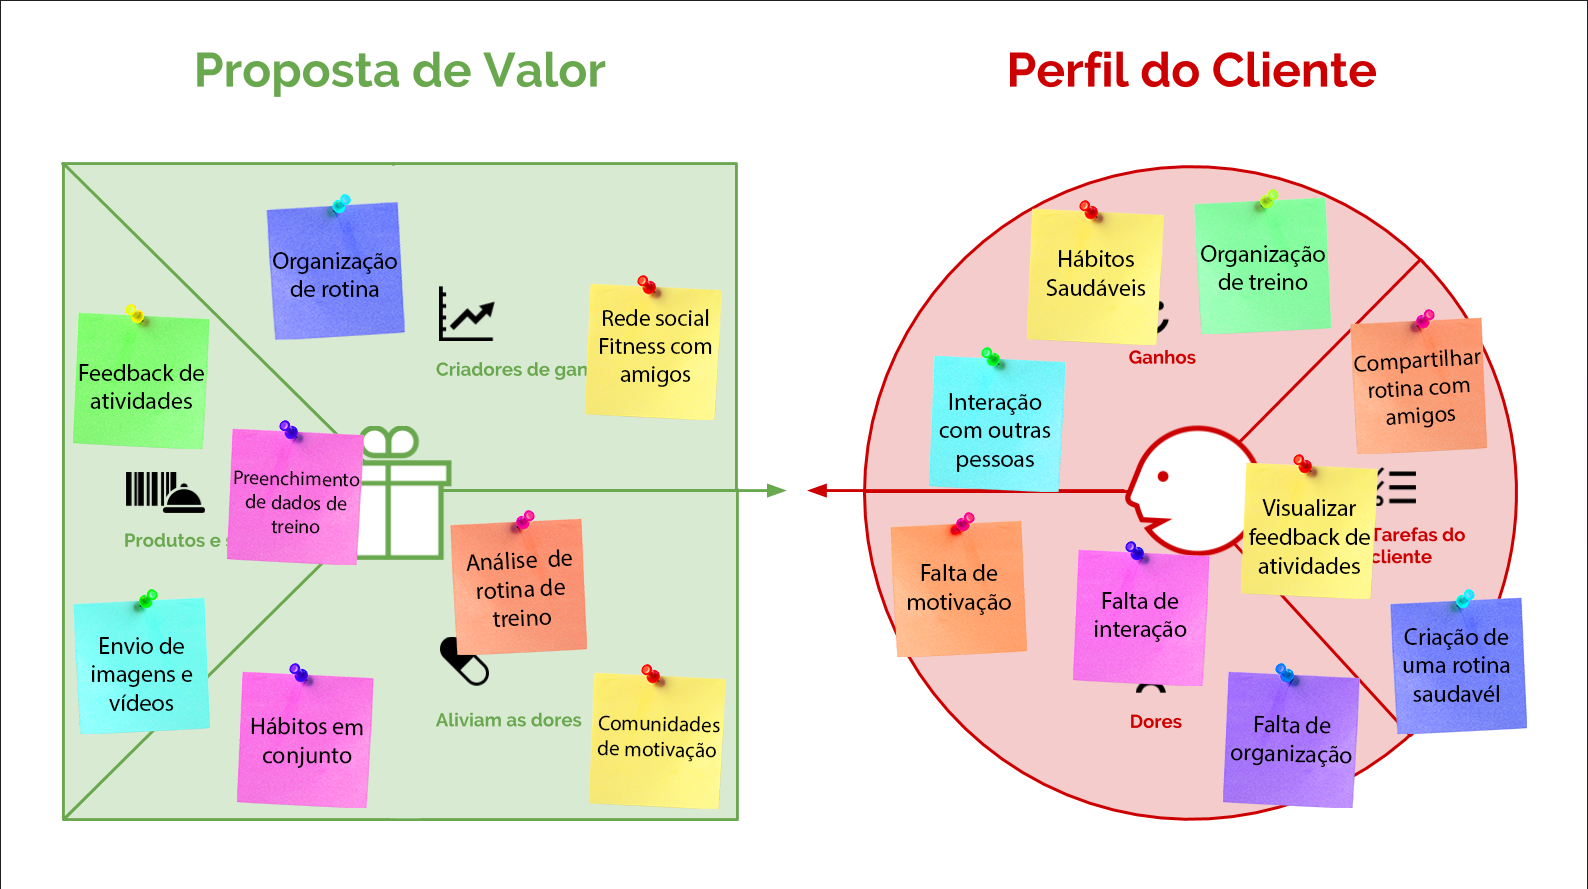 Proposta de Valor
Perfil do Cliente
Organização
de rotina
Rede social
Fitness com
amigos
Criadores de gan
Feedback de
atividades
Preenchimento
de dados de
treino
Produtos e s
Análise de
rotina de
treino
Envio de
imagens e
vídeos
Hábitos em
conjunto
Aliviam as dores
Comunidades
de motivação
Hábitos
Saudáveis
Organização
de treino
Ganhos
Compartilhar
rotina com
amigos
Interação
com outras
pessoas
Visualizar
feedback de
atividades
Tarefas do
cliente
Falta de
motivação
Falta de
interação
Criação de
uma rotina
saudavél
Dores
Falta de
organização